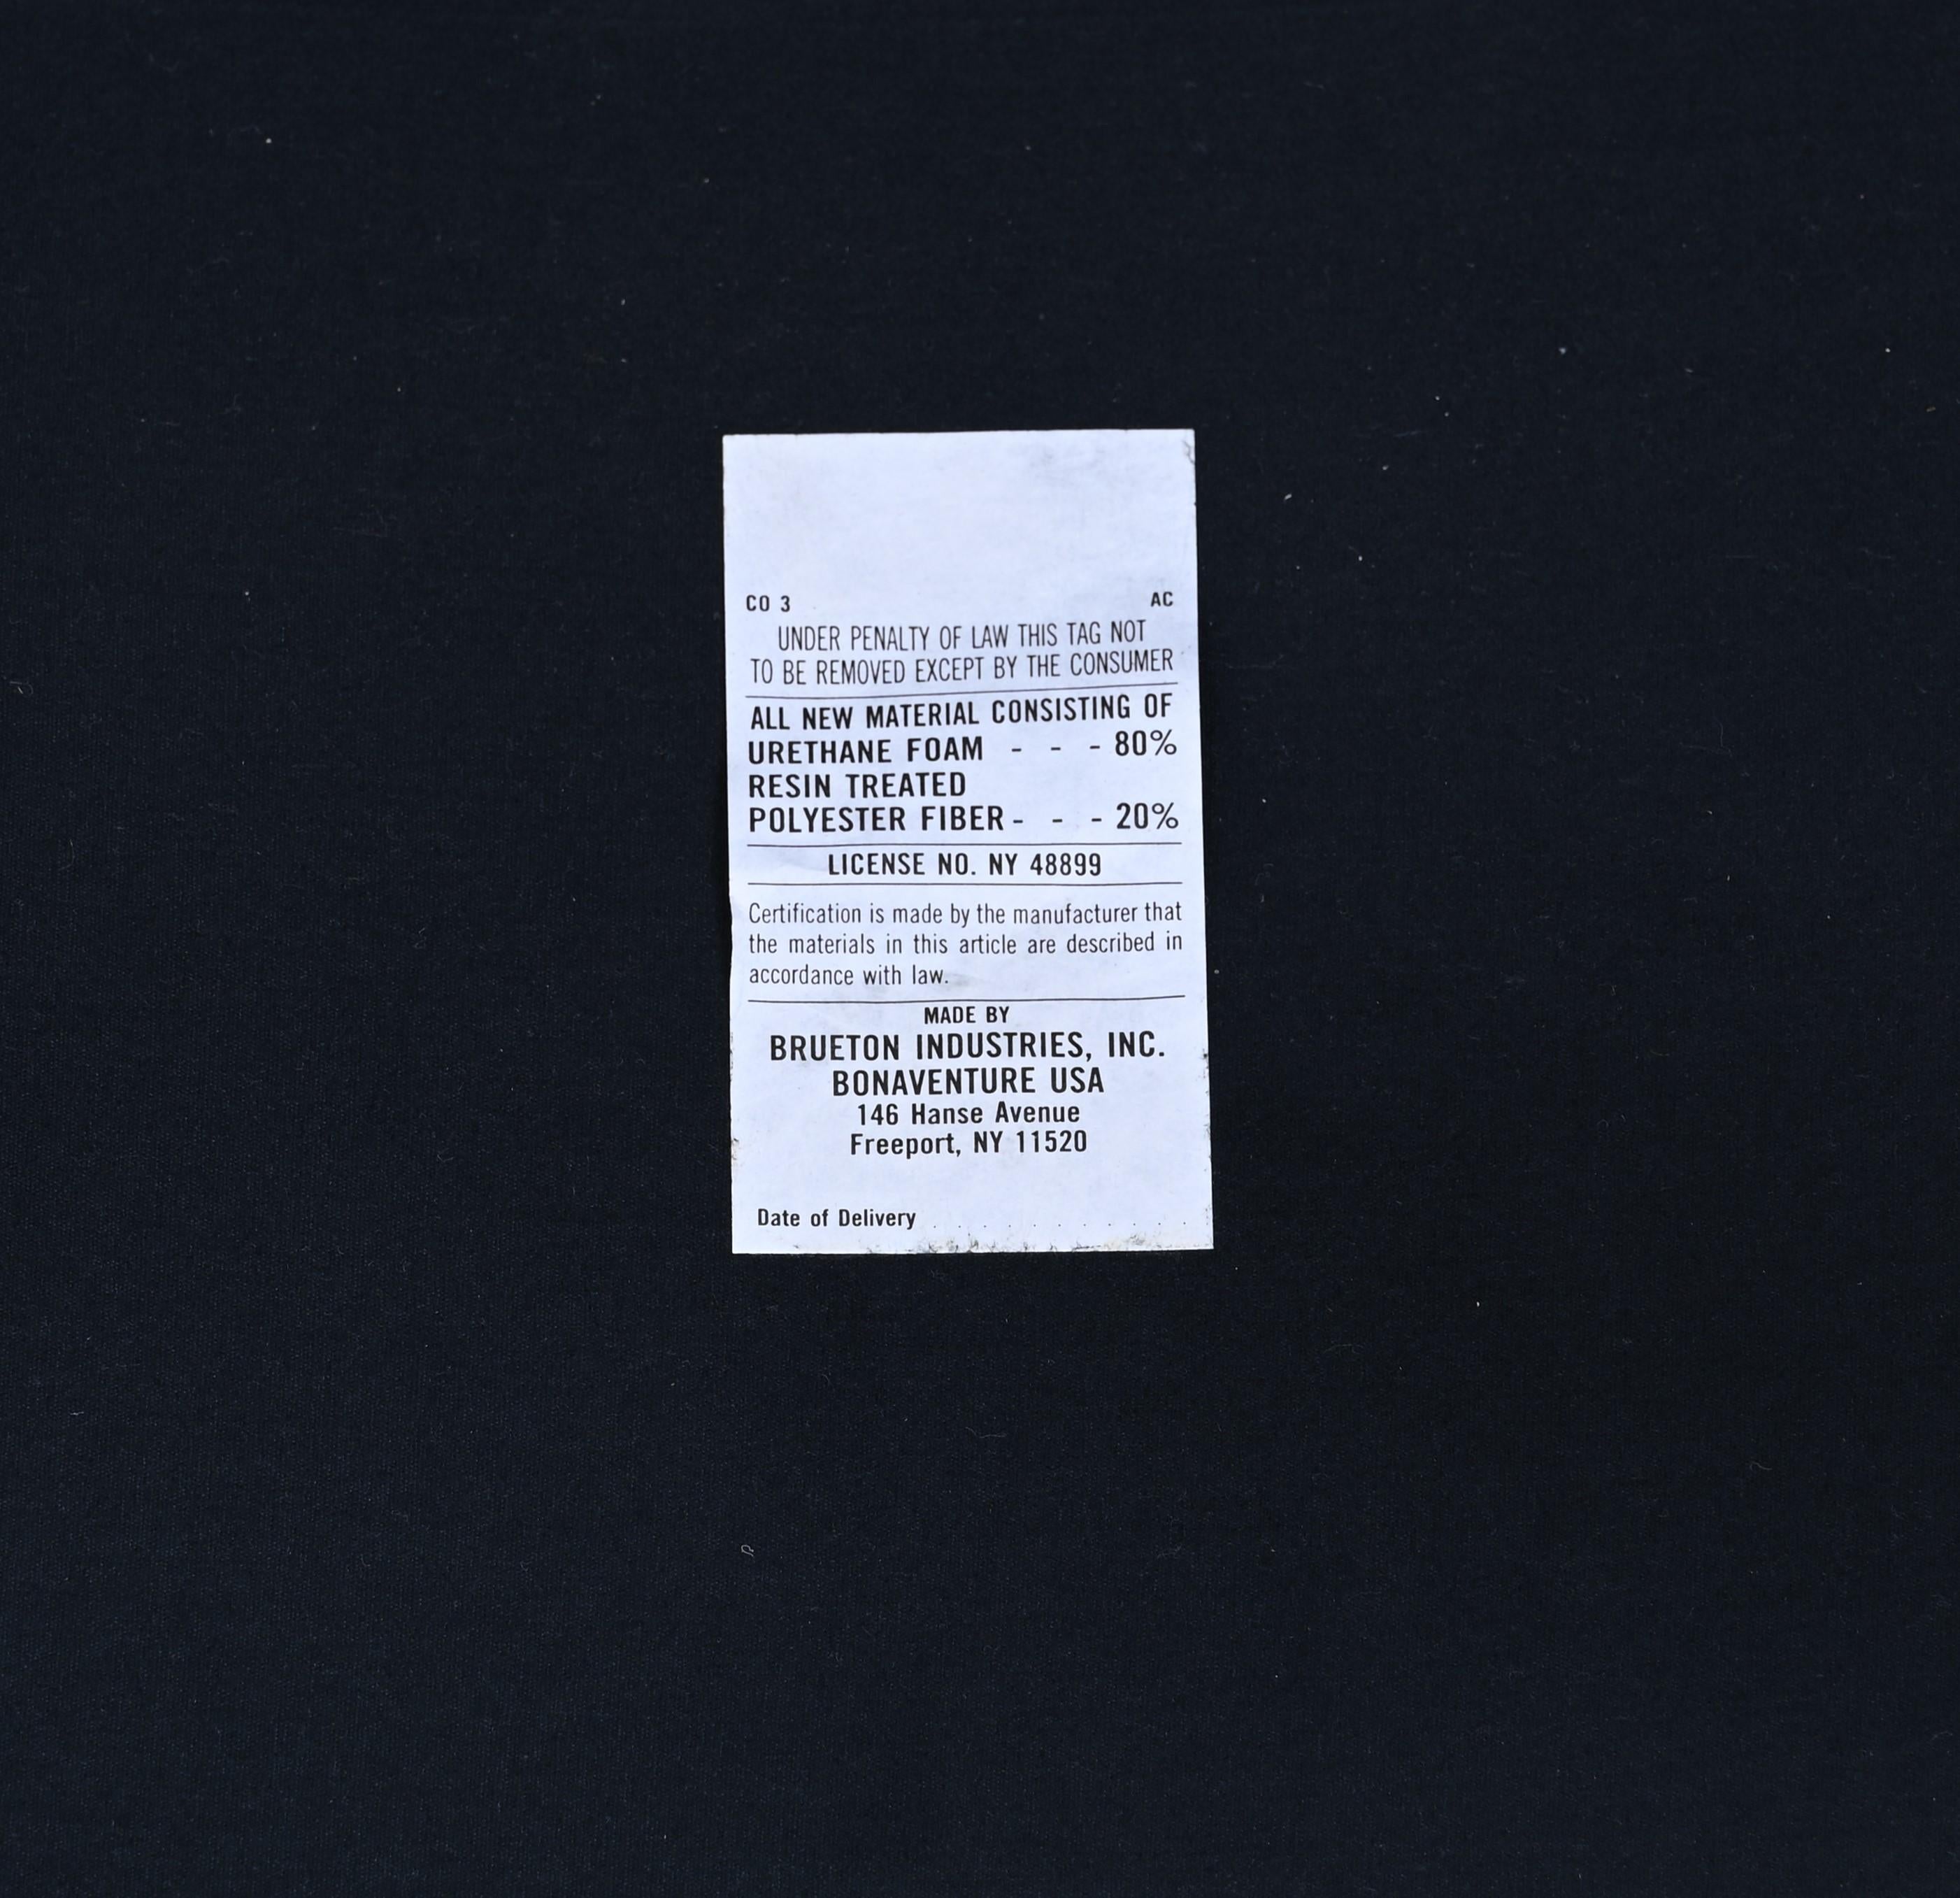 CO 3 AC
UNDER PENALTY OF LAW THIS TAG NOT
TO BE REMOVED EXCEPT BY THE CONSUMER
ALL NEW MATERIAL CONSISTING OF
URETHANE FOAM - - - 80%
RESIN TREATED
POLYESTER FIBER - - - 20%
LICENSE NO. NY 48899
Certification is made by the manufacturer that
the materials in this article are described in
accordance with law.
MADE BY
BRUETON INDUSTRIES, INC.
BONAVENTURE USA
146 Hanse Avenue
Freeport, NY 11520
Date of Delivery . . . . . . . . . . .